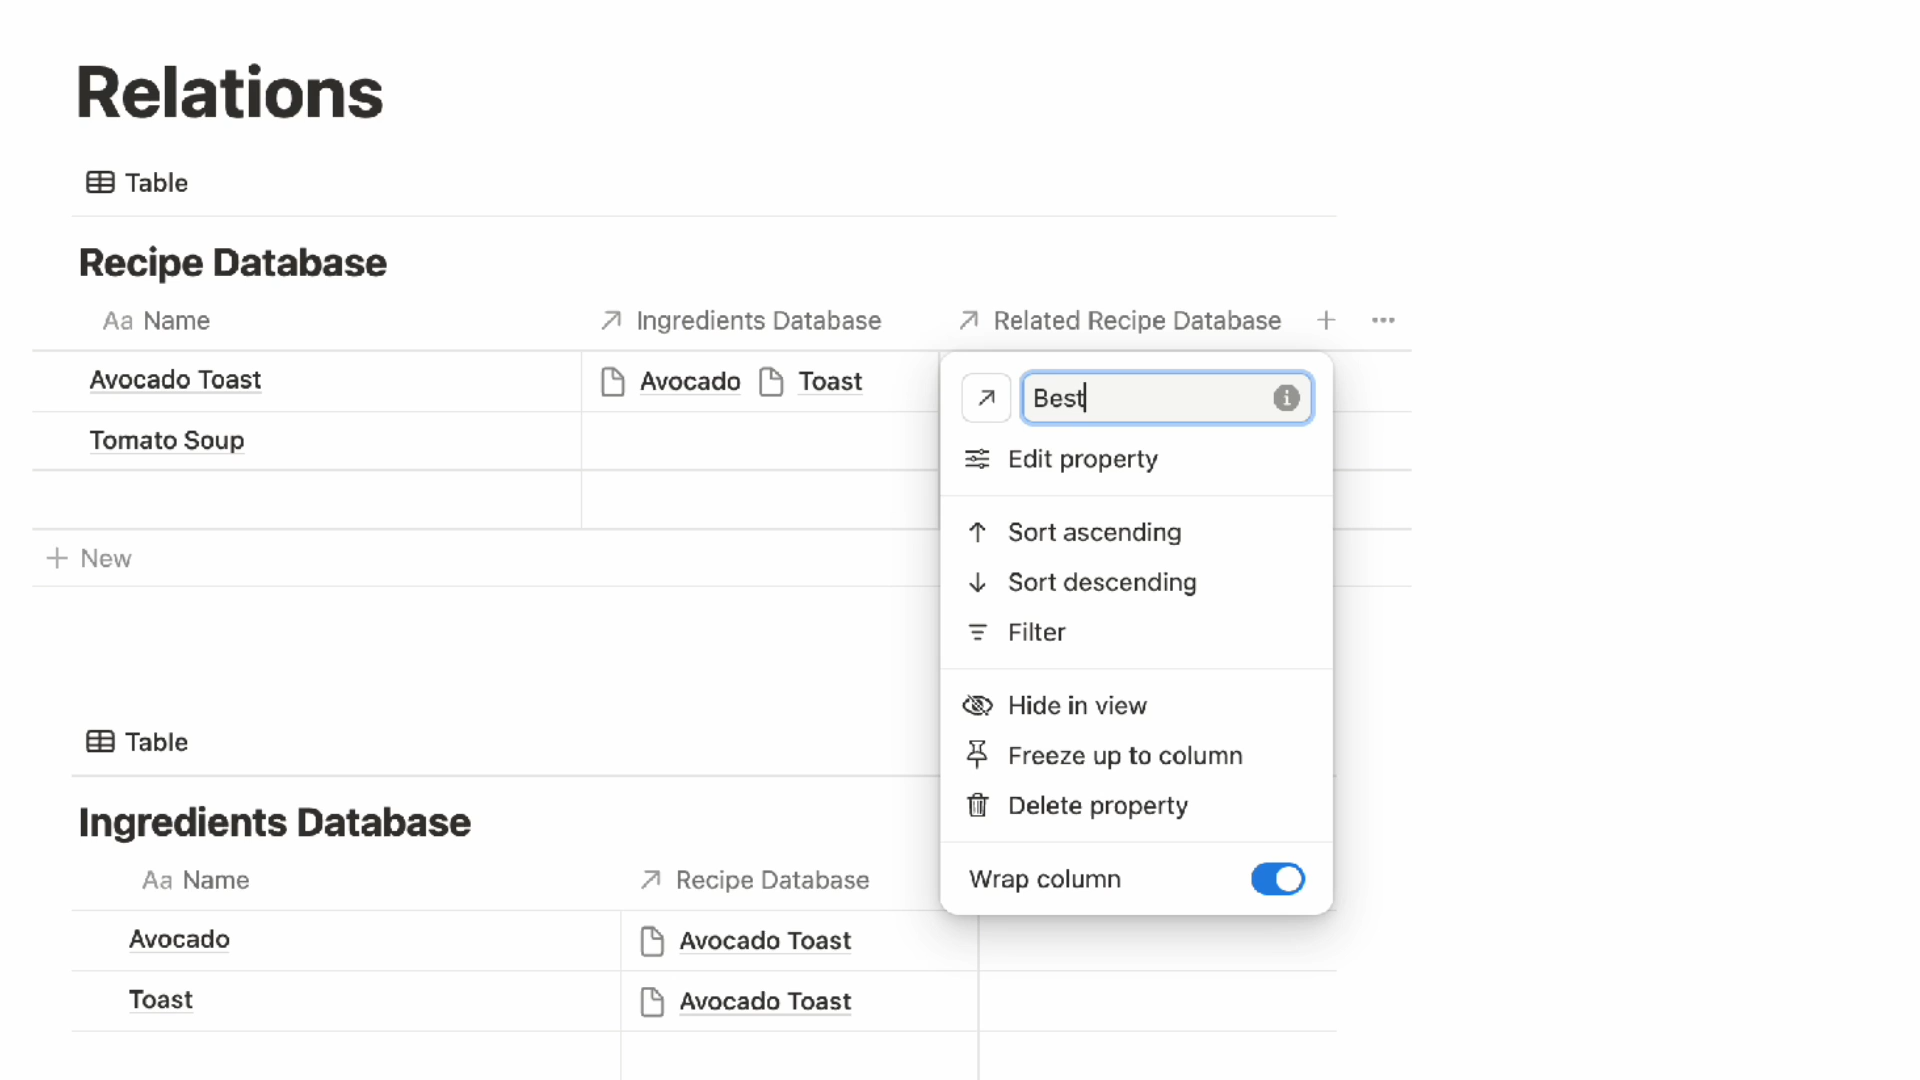 Relations
Table
Recipe Database
Aa Name Ingredients Database Related Recipe Database
Avocado Toast Avocado Toast
Best
Tomato Soup
Edit property
Sort ascending
New
Sort descending
Filter
Hide in view
Table
Freeze up to column
Delete property
Ingredients Database
Aa Name Recipe Database
Wrap column
Avocado Avocado Toast
Toast Avocado Toast